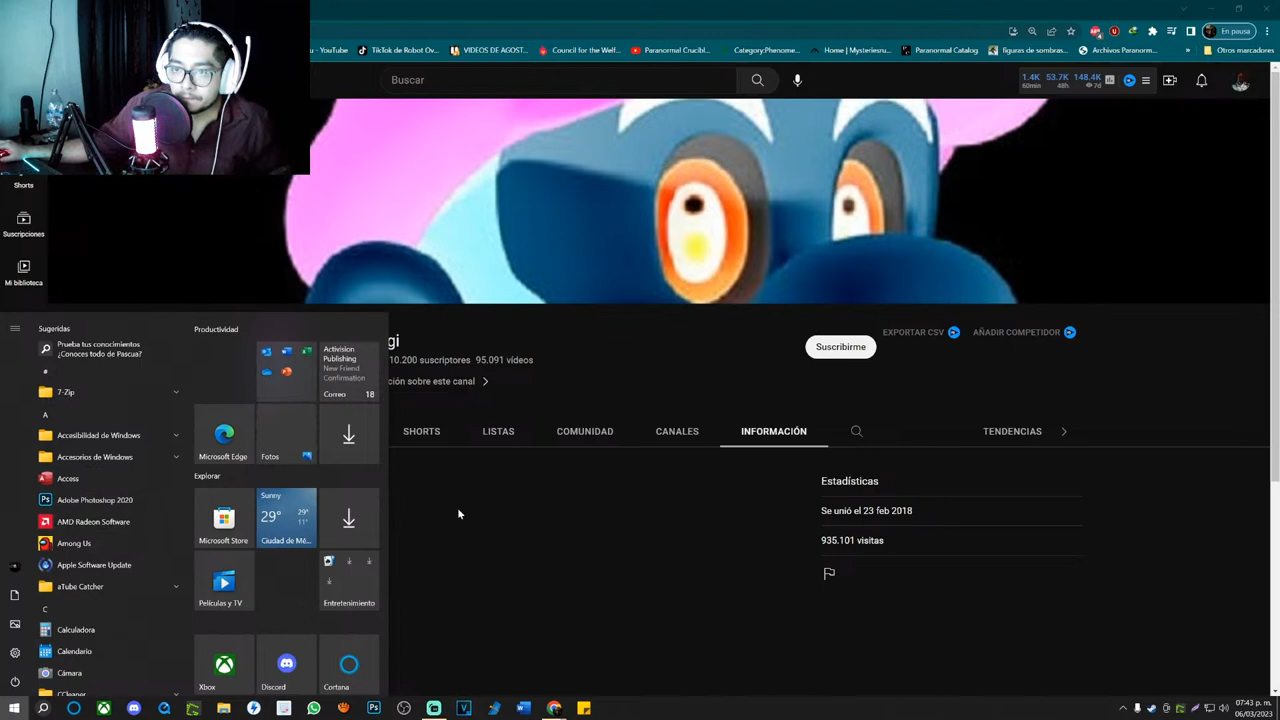 En pausa
u - YouTube
TikTok de Robot Ov...
VIDEOS DE AGOST...
Council for the Welf...
Paranormal Crucibl...
Category:Phenome...
Home | Mysteriesru...
Paranormal Catalog
figuras de sombras...
Archivos Paranorm...
»
Otros marcadores
Buscar
1.4K 53.7K 148.4K
60min 48h 7d
Shorts
Suscripciones
Mi biblioteca
gi
10.200 suscriptores 95.091 vídeos
ción sobre este canal
Suscribirme
EXPORTAR CSV
AÑADIR COMPETIDOR
SHORTS
LISTAS
COMUNIDAD
CANALES
INFORMACIÓN
TENDENCIAS
Estadísticas
Se unió el 23 feb 2018
935.101 visitas
Sugeridas
Prueba tus conocimientos
¿Conoces todo de Pascua?
#
7-Zip
A
Accesibilidad de Windows
Accesorios de Windows
Access
Adobe Photoshop 2020
AMD Radeon Software
Among Us
Apple Software Update
aTube Catcher
C
Calculadora
Calendario
Cámara
CCleaner
Productividad
Activision
Publishing
New Friend
Confirmation
Correo 18
Microsoft Edge
Fotos
Explorar
Microsoft Store
Sunny
29° 29°
11°
Ciudad de Mé...
Películas y TV
Entretenimiento
Xbox
Discord
Cortana
07:43 p. m.
06/03/2023